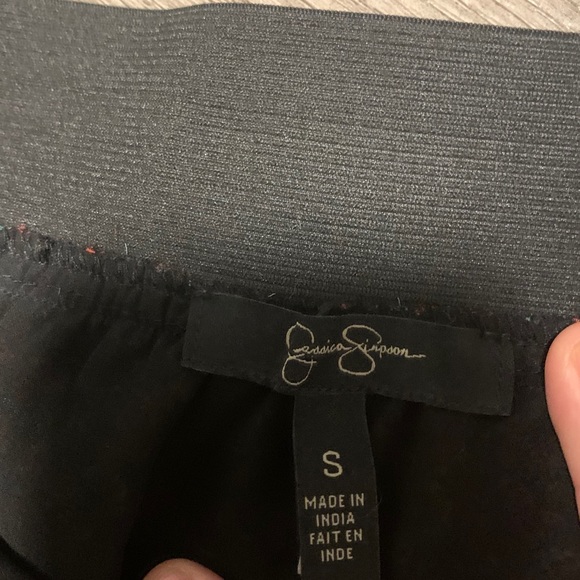 Jessica Simpson
S
MADE IN
INDIA
FAIT EN
INDE